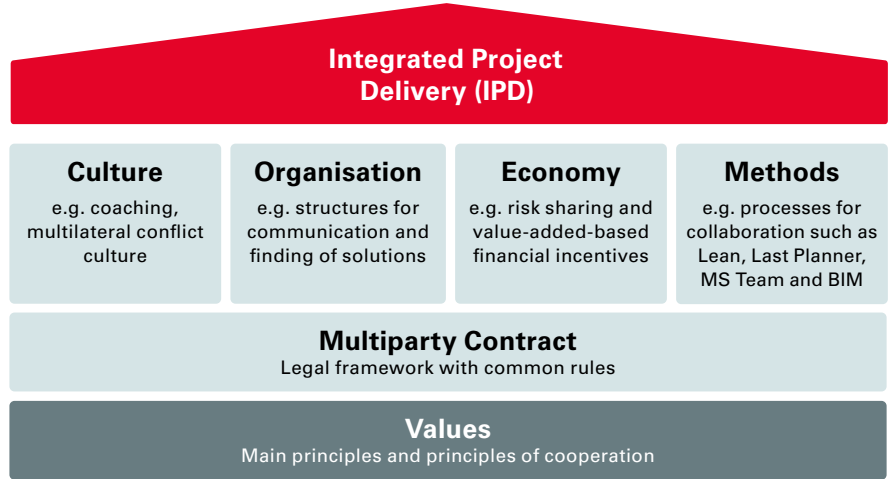 Integrated Project
Delivery (IPD)
Culture
e.g. coaching,
multilateral conflict
culture
Organisation
e.g. structures for
communication and
finding of solutions
Economy
e.g. risk sharing and
value-added-based
financial incentives
Methods
e.g. processes for
collaboration such as
Lean, Last Planner,
MS Team and BIM
Multiparty Contract
Legal framework with common rules
Values
Main principles and principles of cooperation